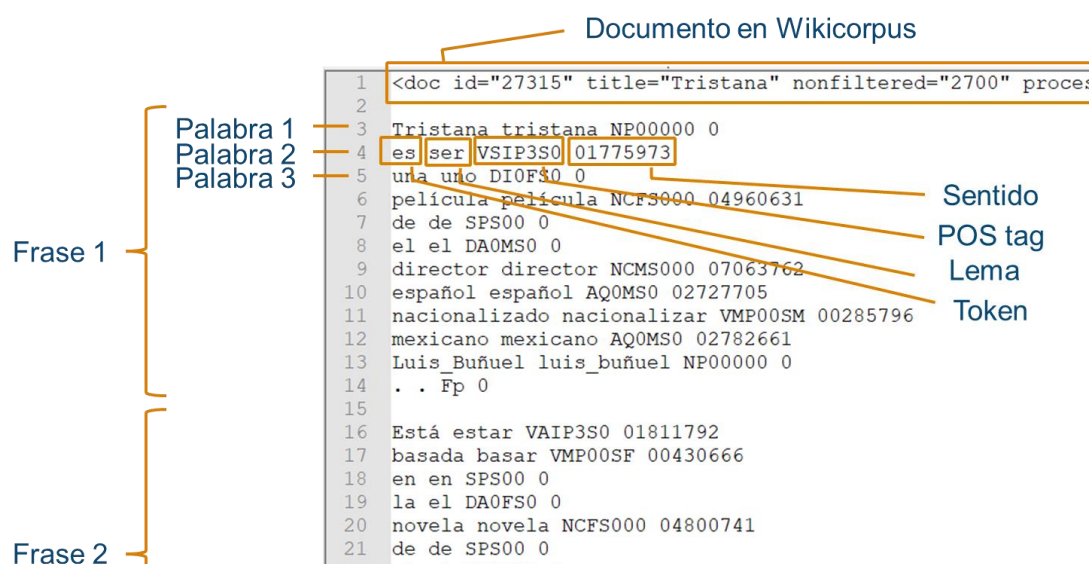 Documento en Wikicorpus
1 <doc id="27315" title="Tristana" nonfiltered="2700" proces
2
Palabra 1 3 Tristana tristana NP00000 0
Palabra 2 4 es ser VSIP3S0 01775973
Palabra 3 5 una uno DI0FS0 0
Sentido
6 película película NCFS000 04960631
7 de de SPS00 0
POS tag
Frase 1
8 el el DA0MS0 0
9 director director NCMS000 07063762
Lema
10 español español AQ0MS0 02727705
11 nacionalizado nacionalizar VMP00SM 00285796
Token
12 mexicano mexicano AQ0MS0 02782661
13 Luis_Buñuel luis_buñuel NP00000 0
14 . . Fp 0
15
16 Está estar VAIP3S0 01811792
17 basada basar VMP00SF 00430666
18 en en SPS00 0
19 la el DA0FS0 0
20 novela novela NCFS000 04800741
21 de de SPS00 0
Frase 2